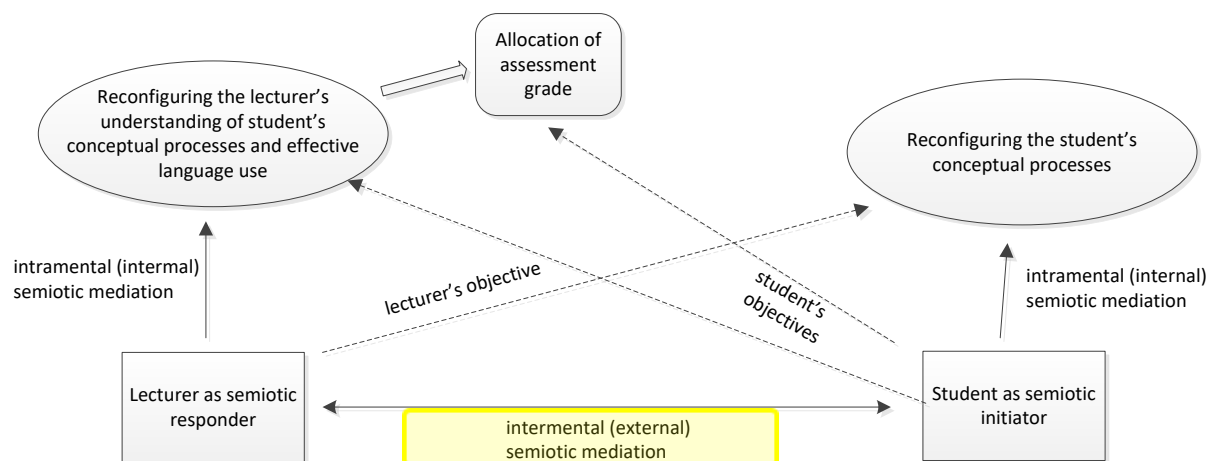 Allocation of
assessment
grade
Reconfiguring the lecturer’s
understanding of student’s
conceptual processes and effective
language use
Reconfiguring the student’s
conceptual processes
intramental (intermal)
semiotic mediation
lecturer’s objective
student’s
objectives
intramental (internal)
semiotic mediation
Lecturer as semiotic
responder
intermental (external)
semiotic mediation
Student as semiotic
initiator